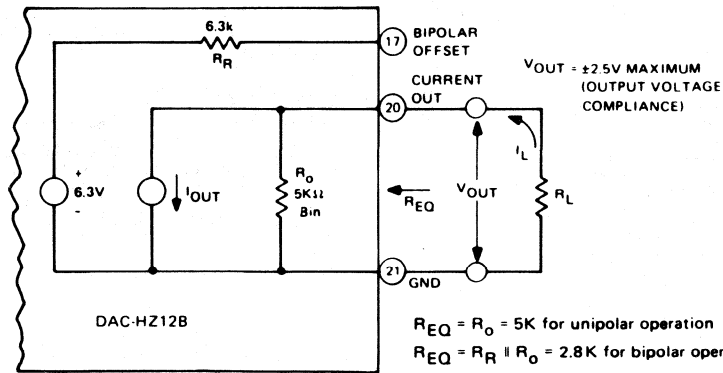 6.3k
R_R
17
BIPOLAR
OFFSET
CURRENT
OUT
20
V_OUT = ±2.5V MAXIMUM
(OUTPUT VOLTAGE
COMPLIANCE)
I_L
+
6.3V
-
I_OUT
R_o
5KΩ
Bin
R_EQ
V_OUT
R_L
21
GND
DAC-HZ12B
R_EQ = R_o = 5K for unipolar operation
R_EQ = R_R || R_o = 2.8K for bipolar oper